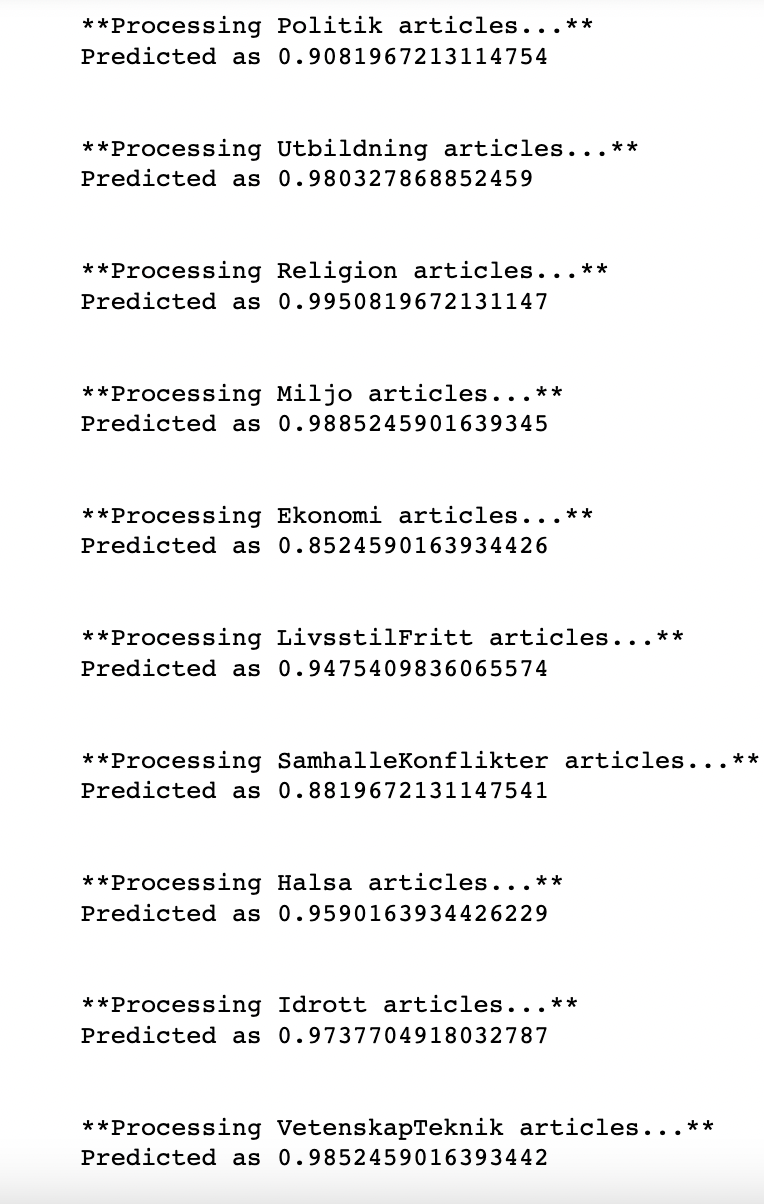 **Processing Politik articles...**
Predicted as 0.9081967213114754
**Processing Utbildning articles...**
Predicted as 0.980327868852459
**Processing Religion articles...**
Predicted as 0.9950819672131147
**Processing Miljo articles...**
Predicted as 0.9885245901639345
**Processing Ekonomi articles...**
Predicted as 0.8524590163934426
**Processing LivsstilFritt articles...**
Predicted as 0.9475409836065574
**Processing SamhalleKonflikter articles...**
Predicted as 0.8819672131147541
**Processing Halsa articles...**
Predicted as 0.9590163934426229
**Processing Idrott articles...**
Predicted as 0.9737704918032787
**Processing VetenskapTeknik articles...**
Predicted as 0.9852459016393442